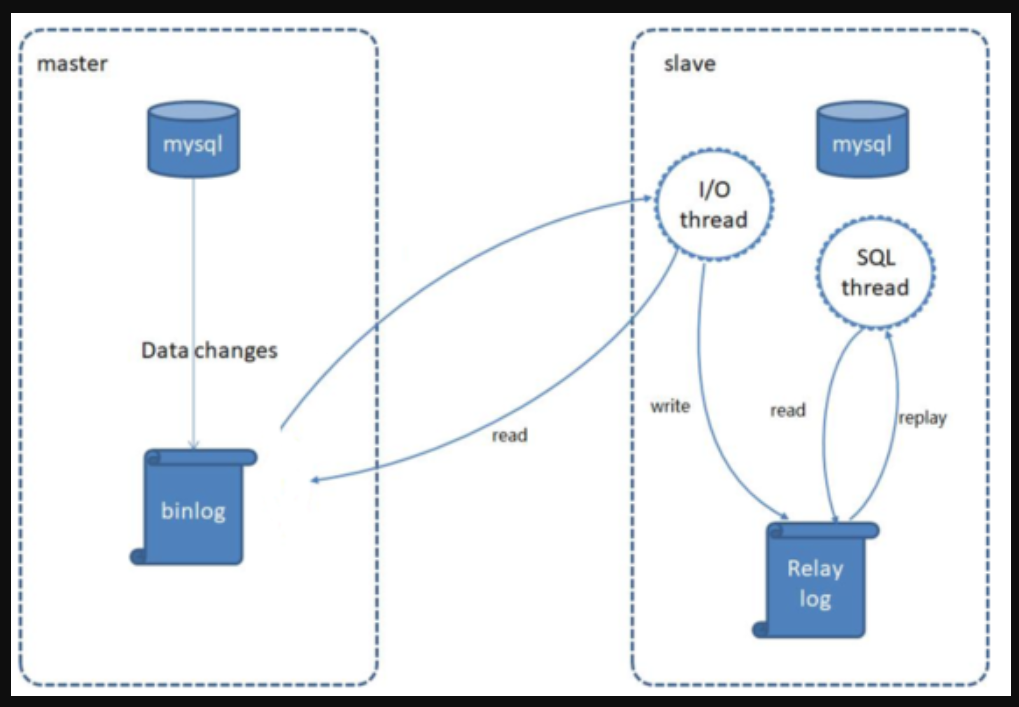 master
slave
mysql
mysql
I/O
thread
SQL
thread
Data changes
write
read
replay
read
binlog
Relay
log